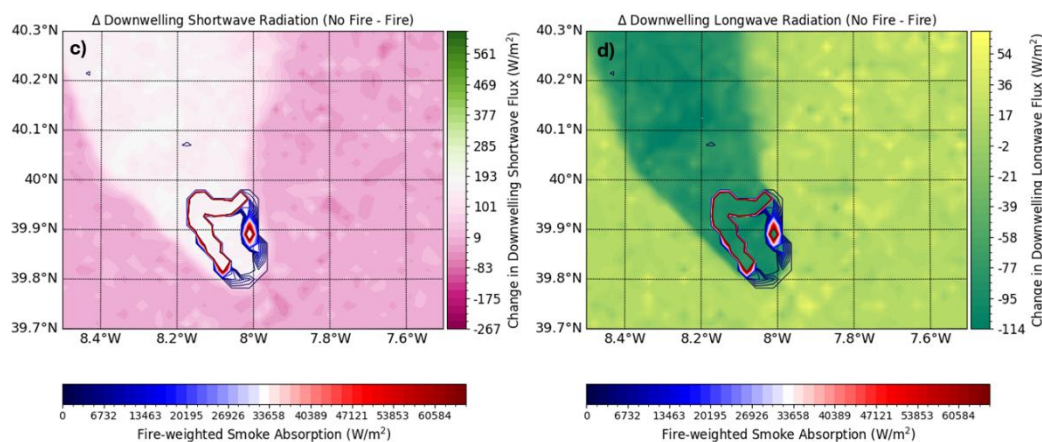 Δ Downwelling Shortwave Radiation (No Fire - Fire)
c)
40.3°N
40.2°N
40.1°N
40°N
39.9°N
39.8°N
39.7°N
8.4°W 8.2°W 8°W 7.8°W 7.6°W
561
469
377
285
193
101
9
-83
-175
-267
Change in Downwelling Shortwave Flux (W/m²)
0 6732 13463 20195 26926 33658 40389 47121 53853 60584
Fire-weighted Smoke Absorption (W/m²)
Δ Downwelling Longwave Radiation (No Fire - Fire)
d)
40.3°N
40.2°N
40.1°N
40°N
39.9°N
39.8°N
39.7°N
8.4°W 8.2°W 8°W 7.8°W 7.6°W
54
36
17
-2
-20
-39
-58
-77
-95
-114
Change in Downwelling Longwave Flux (W/m²)
0 6732 13463 20195 26926 33658 40389 47121 53853 60584
Fire-weighted Smoke Absorption (W/m²)